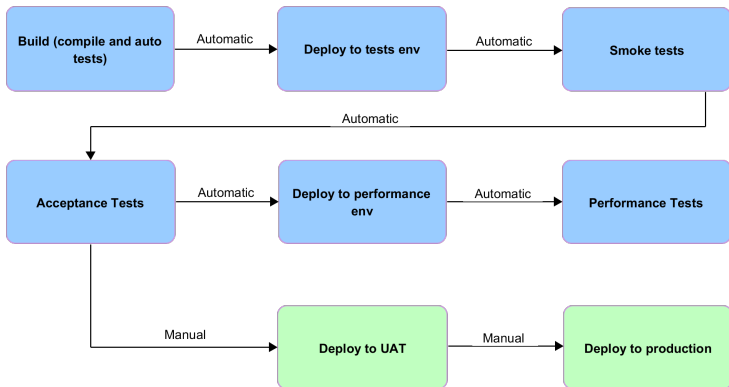 Build (compile and auto
tests)
Automatic
Deploy to tests env
Automatic
Smoke tests
Automatic
Acceptance Tests
Automatic
Deploy to performance
env
Automatic
Performance Tests
Manual
Deploy to UAT
Manual
Deploy to production